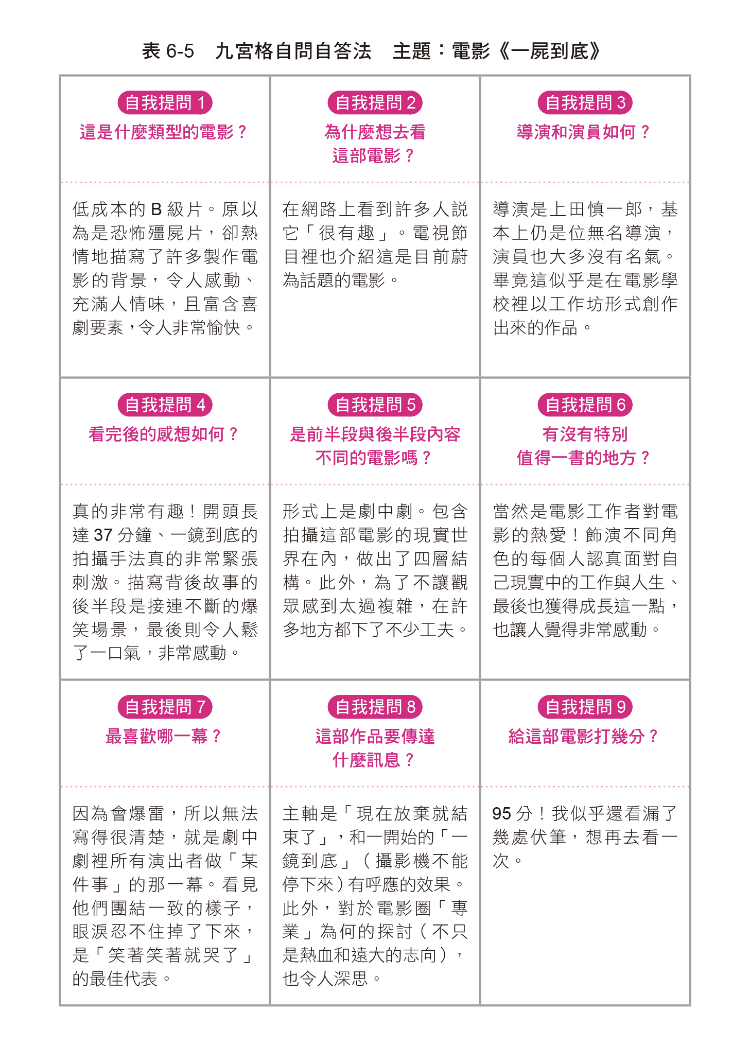 表 6-5　九宮格自問自答法　主題：電影《一屍到底》
自我提問 1
這是什麼類型的電影？
低成本的 B 級片。原以
為是恐怖殭屍片，卻熱
情地描寫了許多製作電
影的背景，令人感動、
充滿人情味，且富含喜
劇要素，令人非常愉快。
自我提問 2
為什麼想去看
這部電影？
在網路上看到許多人說
它「很有趣」。電視節
目裡也介紹這是目前蔚
為話題的電影。
自我提問 3
導演和演員如何？
導演是上田慎一郎，基
本上仍是位無名導演，
演員也大多沒有名氣。
畢竟這似乎是在電影學
校裡以工作坊形式創作
出來的作品。
自我提問 4
看完後的感想如何？
真的非常有趣！開頭長
達 37 分鐘、一鏡到底的
拍攝手法真的非常緊張
刺激。描寫背後故事的
後半段是接連不斷的爆
笑場景，最後則令人鬆
了一口氣，非常感動。
自我提問 5
是前半段與後半段內容
不同的電影嗎？
形式上是劇中劇。包含
拍攝這部電影的現實世
界在內，做出了四層結
構。此外，為了不讓觀
眾感到太過複雜，在許
多地方都下了不少工夫。
自我提問 6
有沒有特別
值得一書的地方？
當然是電影工作者對電
影的熱愛！飾演不同角
色的每個人認真面對自
己現實中的工作與人生、
最後也獲得成長這一點，
也讓人覺得非常感動。
自我提問 7
最喜歡哪一幕？
因為會爆雷，所以無法
寫得很清楚，就是劇中
劇裡所有演出者做「某
件事」的那一幕。看見
他們團結一致的樣子，
眼淚忍不住掉了下來，
是「笑著笑著就哭了」
的最佳代表。
自我提問 8
這部作品要傳達
什麼訊息？
主軸是「現在放棄就結
束了」，和一開始的「一
鏡到底」（攝影機不能
停下來）有呼應的效果。
此外，對於電影圈「專
業」為何的探討（不只
是熱血和遠大的志向），
也令人深思。
自我提問 9
給這部電影打幾分？
95 分！我似乎還看漏了
幾處伏筆，想再去看一
次。